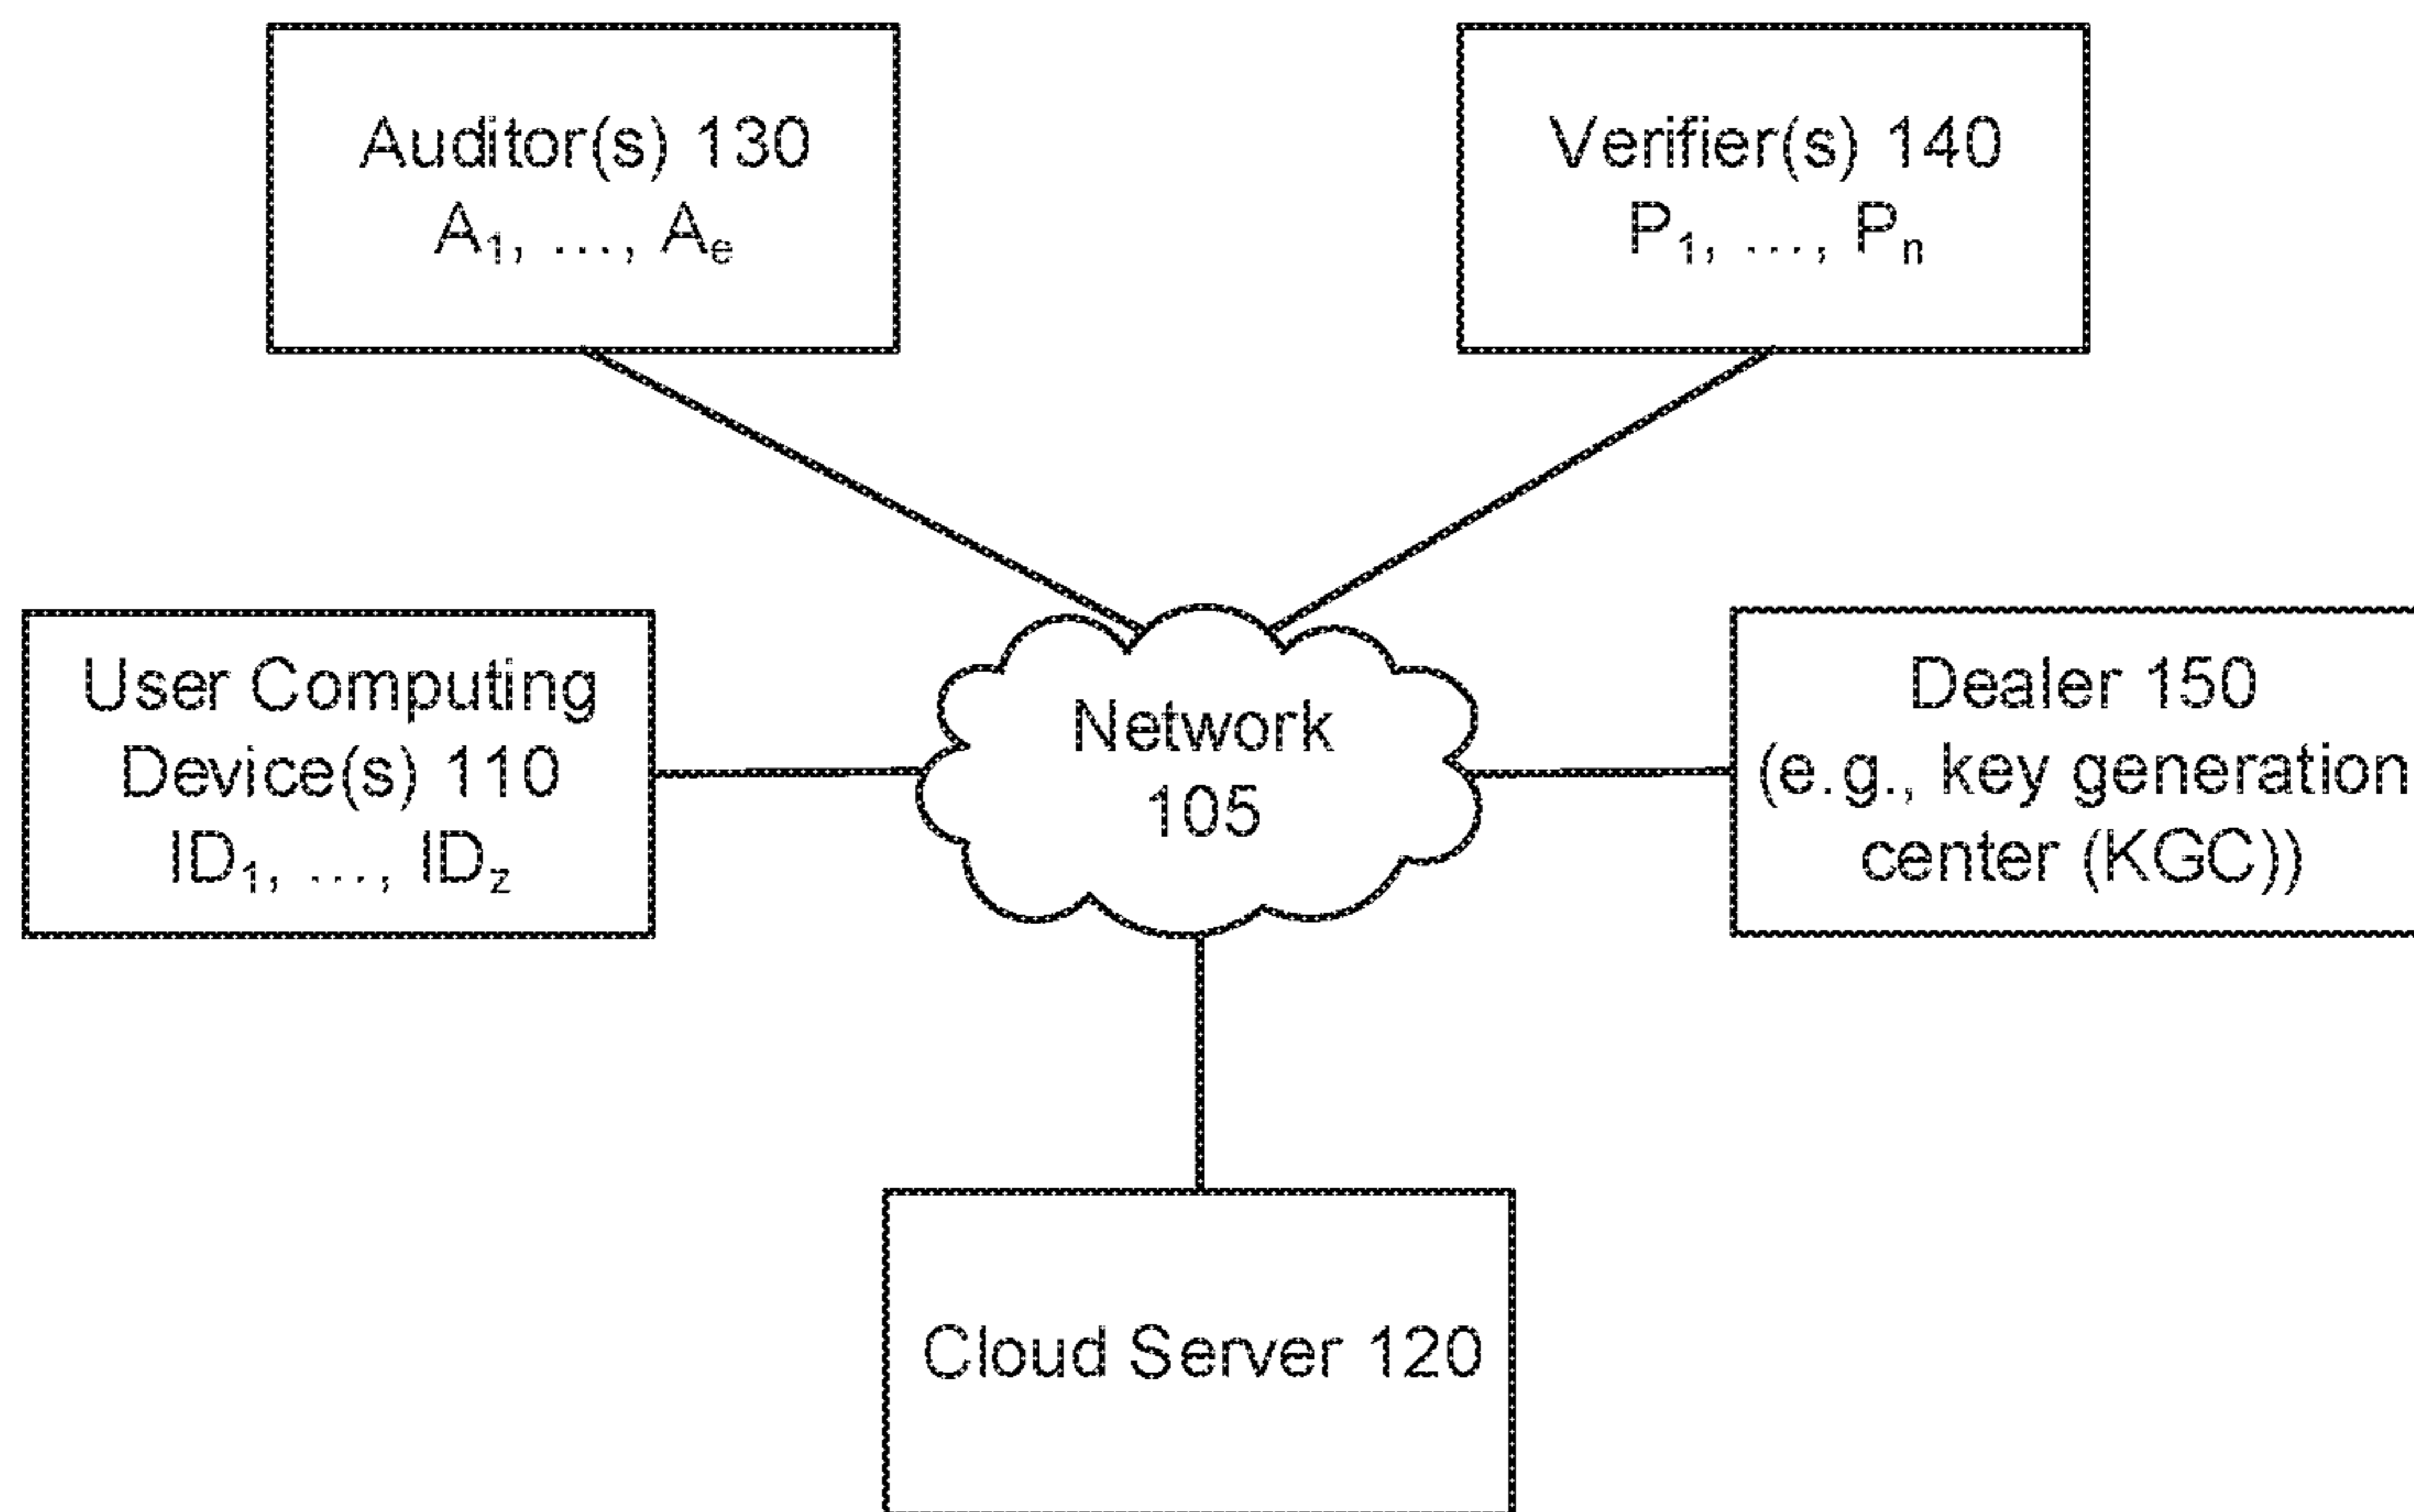 Auditor(s) 130
A₁, ..., Aₑ
Verifier(s) 140
P₁, ..., Pₙ
User Computing
Device(s) 110
ID₁, ..., ID_z
Network
105
Dealer 150
(e.g., key generation
center (KGC))
Cloud Server 120